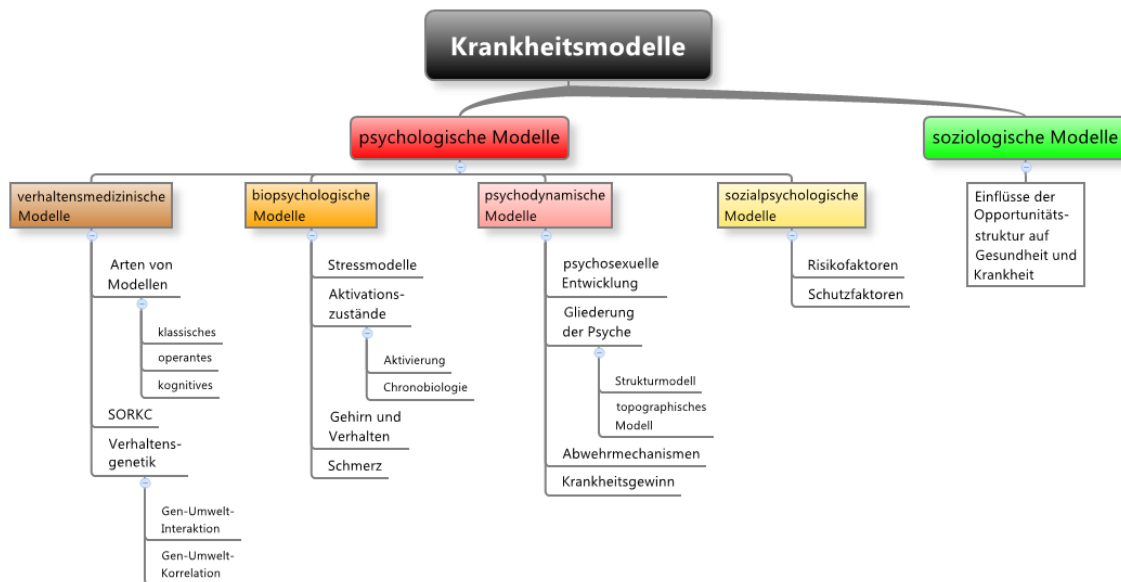 Krankheitsmodelle
psychologische Modelle
soziologische Modelle
verhaltensmedizinische
Modelle
Arten von
Modellen
klassisches
operantes
kognitives
SORKC
Verhaltens-
genetik
Gen-Umwelt-
Interaktion
Gen-Umwelt-
Korrelation
biopsychologische
Modelle
Stressmodelle
Aktivations-
zustände
Aktivierung
Chronobiologie
Gehirn und
Verhalten
Schmerz
psychodynamische
Modelle
psychosexuelle
Entwicklung
Gliederung
der Psyche
Strukturmodell
topographisches
Modell
Abwehrmechanismen
Krankheitsgewinn
sozialpsychologische
Modelle
Risikofaktoren
Schutzfaktoren
Einflüsse der
Opportunitäts-
struktur auf
Gesundheit und
Krankheit